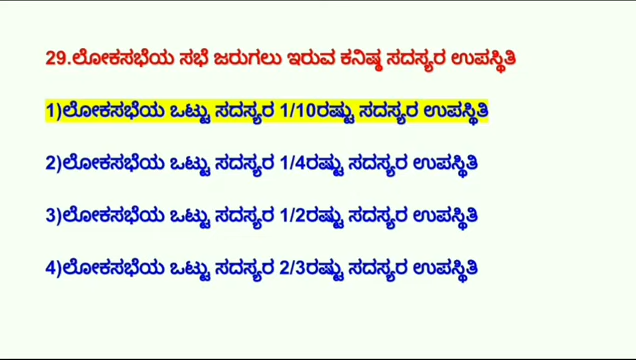 29.ಲೋಕಸಭೆಯ ಸಭೆ ಜರುಗಲು ಇರುವ ಕನಿಷ್ಠ ಸದಸ್ಯರ ಉಪಸ್ಥಿತಿ
1)ಲೋಕಸಭೆಯ ಒಟ್ಟು ಸದಸ್ಯರ 1/10ರಷ್ಟು ಸದಸ್ಯರ ಉಪಸ್ಥಿತಿ
2)ಲೋಕಸಭೆಯ ಒಟ್ಟು ಸದಸ್ಯರ 1/4ರಷ್ಟು ಸದಸ್ಯರ ಉಪಸ್ಥಿತಿ
3)ಲೋಕಸಭೆಯ ಒಟ್ಟು ಸದಸ್ಯರ 1/2ರಷ್ಟು ಸದಸ್ಯರ ಉಪಸ್ಥಿತಿ
4)ಲೋಕಸಭೆಯ ಒಟ್ಟು ಸದಸ್ಯರ 2/3ರಷ್ಟು ಸದಸ್ಯರ ಉಪಸ್ಥಿತಿ